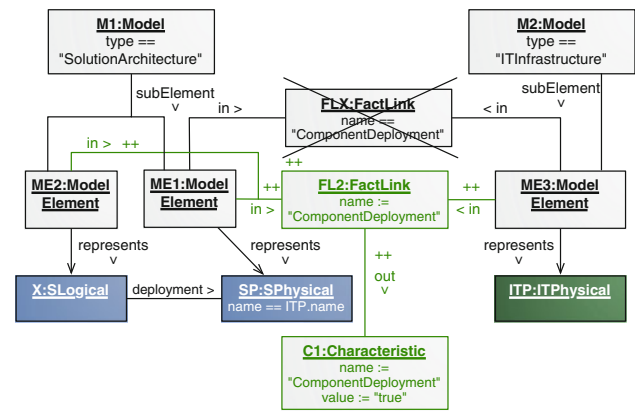 M1:Model
type ==
"SolutionArchitecture"
M2:Model
type ==
"ITInfrastructure"
subElement
v
in >
FLX:FactLink
name ==
"ComponentDeployment"
< in
subElement
v
in > ++
++
ME2:Model
Element
ME1:Model
Element
++
in >
FL2:FactLink
name :=
"ComponentDeployment"
++
< in
ME3:Model
Element
represents
v
represents
v
++
out
v
represents
v
X:SLogical
deployment >
SP:SPhysical
name == ITP.name
ITP:ITPhysical
C1:Characteristic
name :=
"ComponentDeployment"
value := "true"